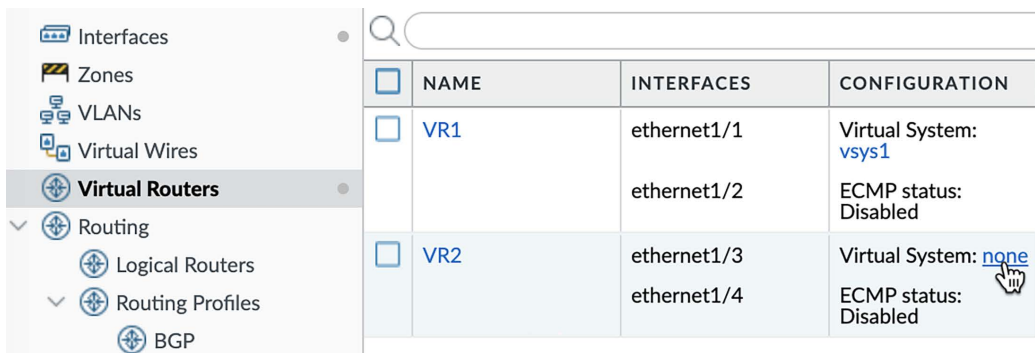 Interfaces
Zones
VLANs
Virtual Wires
Virtual Routers
Routing
Logical Routers
Routing Profiles
BGP
NAME INTERFACES CONFIGURATION
VR1 ethernet1/1 Virtual System:
vsys1
ethernet1/2 ECMP status:
Disabled
VR2 ethernet1/3 Virtual System: none
ethernet1/4 ECMP status:
Disabled